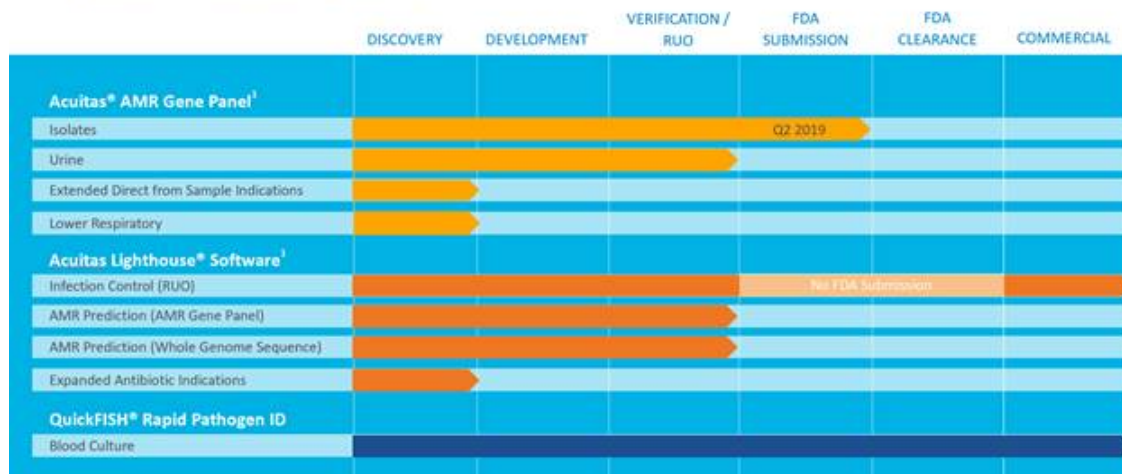 DISCOVERY
DEVELOPMENT
VERIFICATION /
RUO
FDA
SUBMISSION
FDA
CLEARANCE
COMMERCIAL
Acuitas® AMR Gene Panel¹
Isolates
Q2 2019
Urine
Extended Direct from Sample Indications
Lower Respiratory
Acuitas Lighthouse® Software¹
Infection Control (RUO)
No FDA Submission
AMR Prediction (AMR Gene Panel)
AMR Prediction (Whole Genome Sequence)
Expanded Antibiotic Indications
QuickFISH® Rapid Pathogen ID
Blood Culture